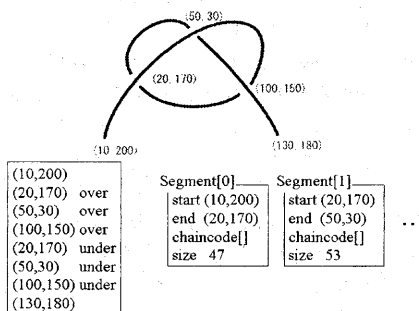 (50, 30)
(20, 170)
(100, 150)
(10, 200)
(130, 180)
(10,200)
(20,170) over
(50,30) over
(100,150) over
(20,170) under
(50,30) under
(100,150) under
(130,180)
Segment[0]
start (10,200)
end (20,170)
chaincode[]
size 47
Segment[1]
start (20,170)
end (50,30)
chaincode[]
size 53
..